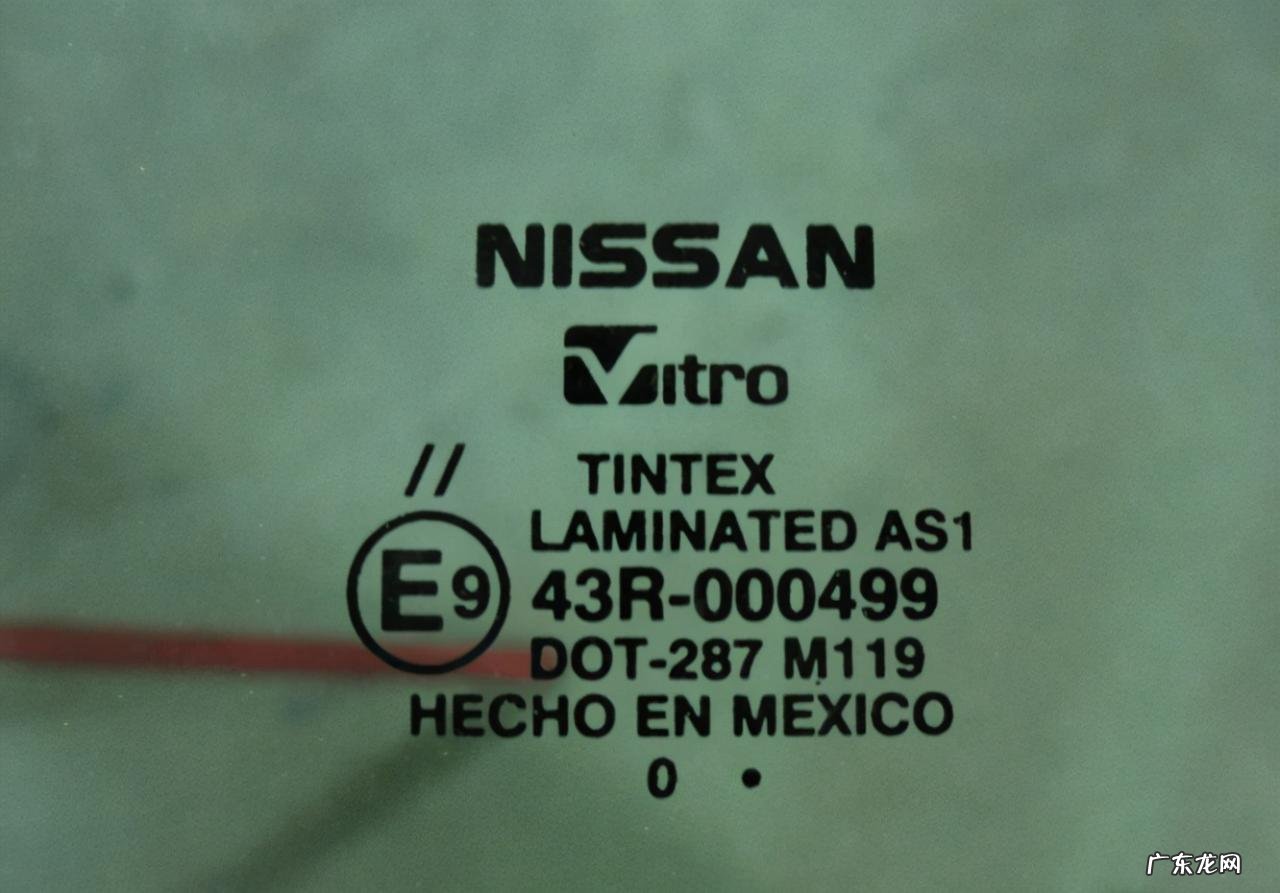 NISSAN
Vitro
//
TINTEX
LAMINATED AS1
E9
43R-000499
DOT-287 M119
HECHO EN MEXICO
0 •
广东龙网